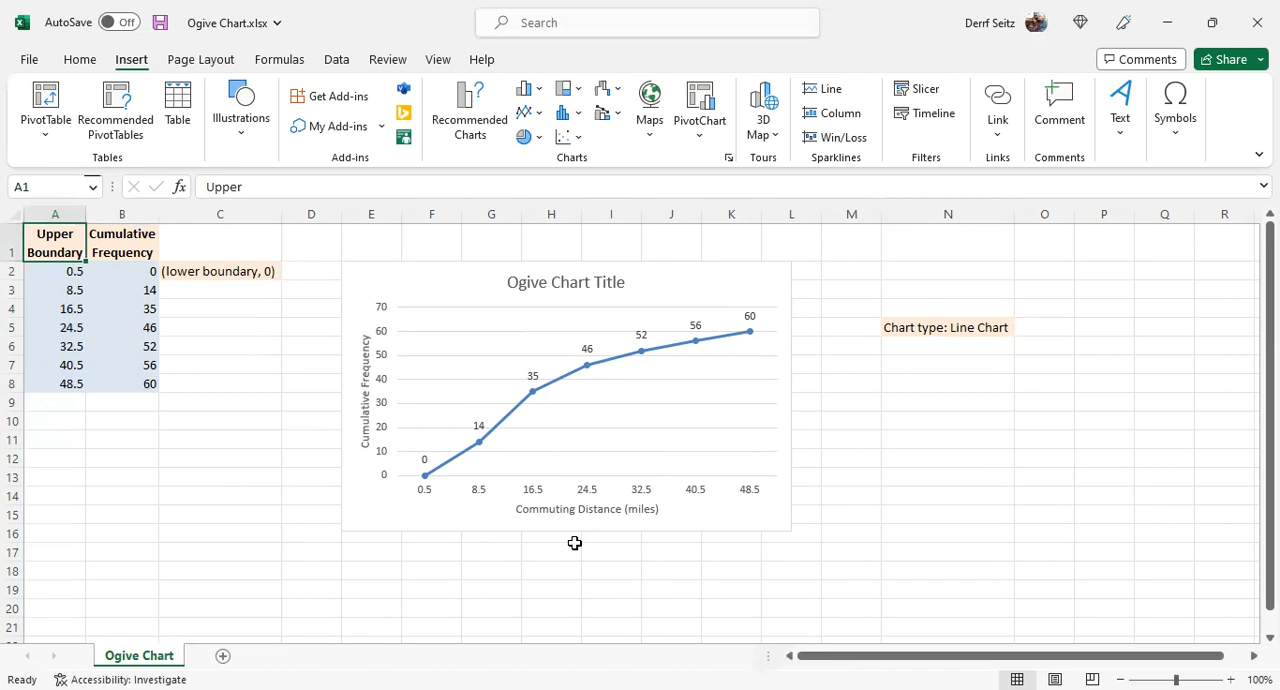 AutoSave Off Ogive Chart.xlsx Search Derrf Seitz
File Home Insert Page Layout Formulas Data Review View Help Comments Share
PivotTable Recommended PivotTables Table Illustrations Get Add-ins My Add-ins Recommended Charts Maps PivotChart 3D Map Line Column Win/Loss Slicer Timeline Link Comment Text Symbols
Tables Add-ins Charts Tours Sparklines Filters Links Comments
A1 fx Upper
A B C D E F G H I J K L M N O P Q R
1 Upper Boundary Cumulative Frequency
2 0.5 0 (lower boundary, 0)
3 8.5 14
4 16.5 35
5 24.5 46
6 32.5 52
7 40.5 56
8 48.5 60
9
10
11
12
13
14
15
16
17
18
19
20
21
Ogive Chart Title
Cumulative Frequency
70
60
50
40
30
20
10
0
0 14 35 46 52 56 60
0.5 8.5 16.5 24.5 32.5 40.5 48.5
Commuting Distance (miles)
Chart type: Line Chart
Ogive Chart
Ready Accessibility: Investigate 100%